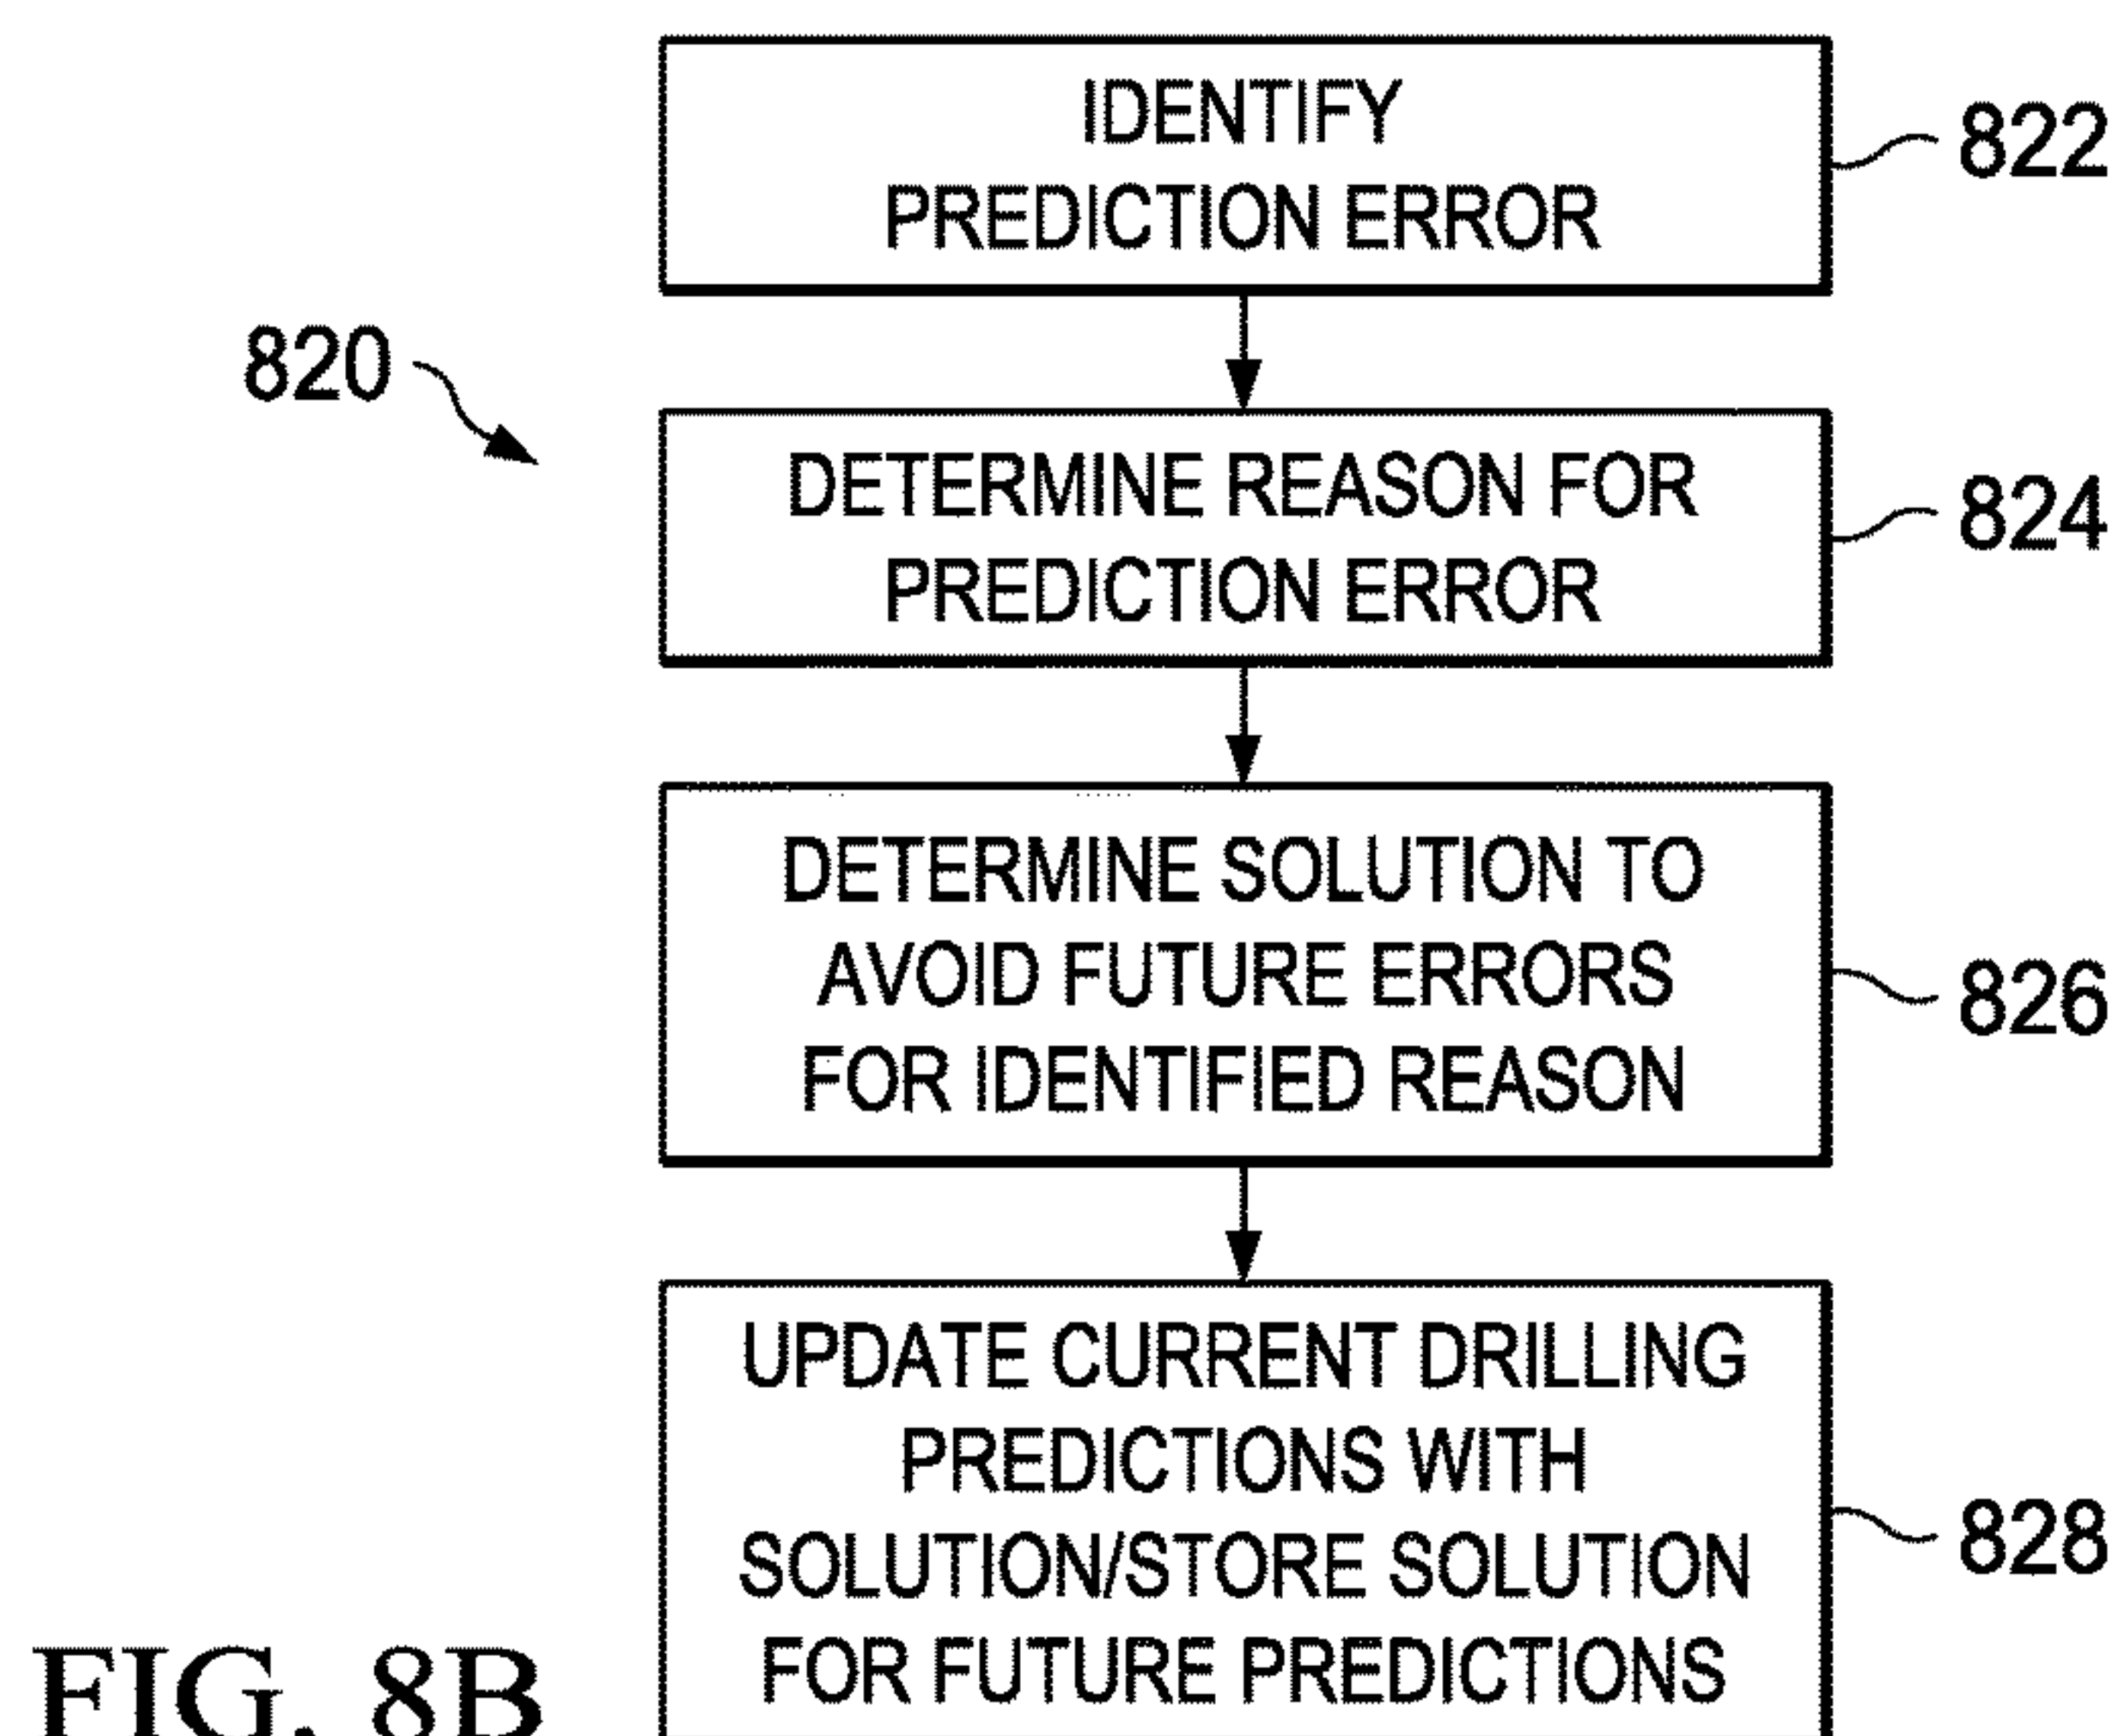 IDENTIFY
PREDICTION ERROR
822
820
DETERMINE REASON FOR
PREDICTION ERROR
824
DETERMINE SOLUTION TO
AVOID FUTURE ERRORS
FOR IDENTIFIED REASON
826
UPDATE CURRENT DRILLING
PREDICTIONS WITH
SOLUTION/STORE SOLUTION
FOR FUTURE PREDICTIONS
828
FIG. 8B